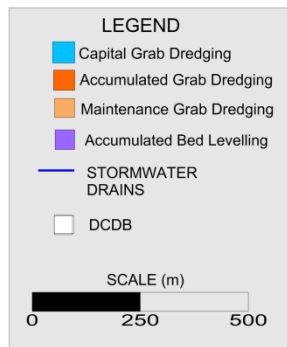 LEGEND
Capital Grab Dredging
Accumulated Grab Dredging
Maintenance Grab Dredging
Accumulated Bed Levelling
STORMWATER
DRAINS
DCDB
SCALE (m)
0 250 500